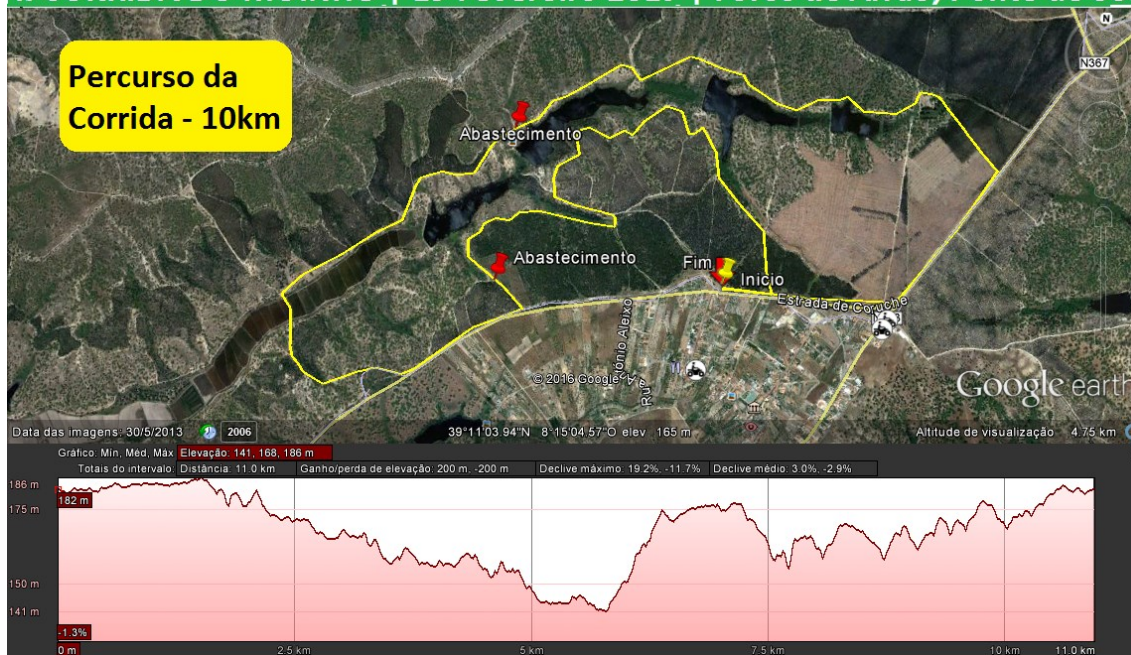 Percurso da
Corrida - 10km
N
N367
Abastecimento
Abastecimento
Fim
Inicio
Estrada de Coruche
© 2016 Google
Google earth
Data das imagens: 30/5/2013
2006
39°11'03.94"N 8°15'04.57"O elev 165 m
Altitude de visualização 4.75 km
Gráfico: Mín, Méd, Máx Elevação: 141, 168, 186 m
Totais do intervalo: Distância: 11.0 km Ganho/perda de elevação: 200 m, -200 m Declive máximo: 19.2%, -11.7% Declive médio: 3.0%, -2.9%
186 m
182 m
175 m
150 m
141 m
-1.3%
0 m
2.5 km
5 km
7.5 km
10 km
11.0 km